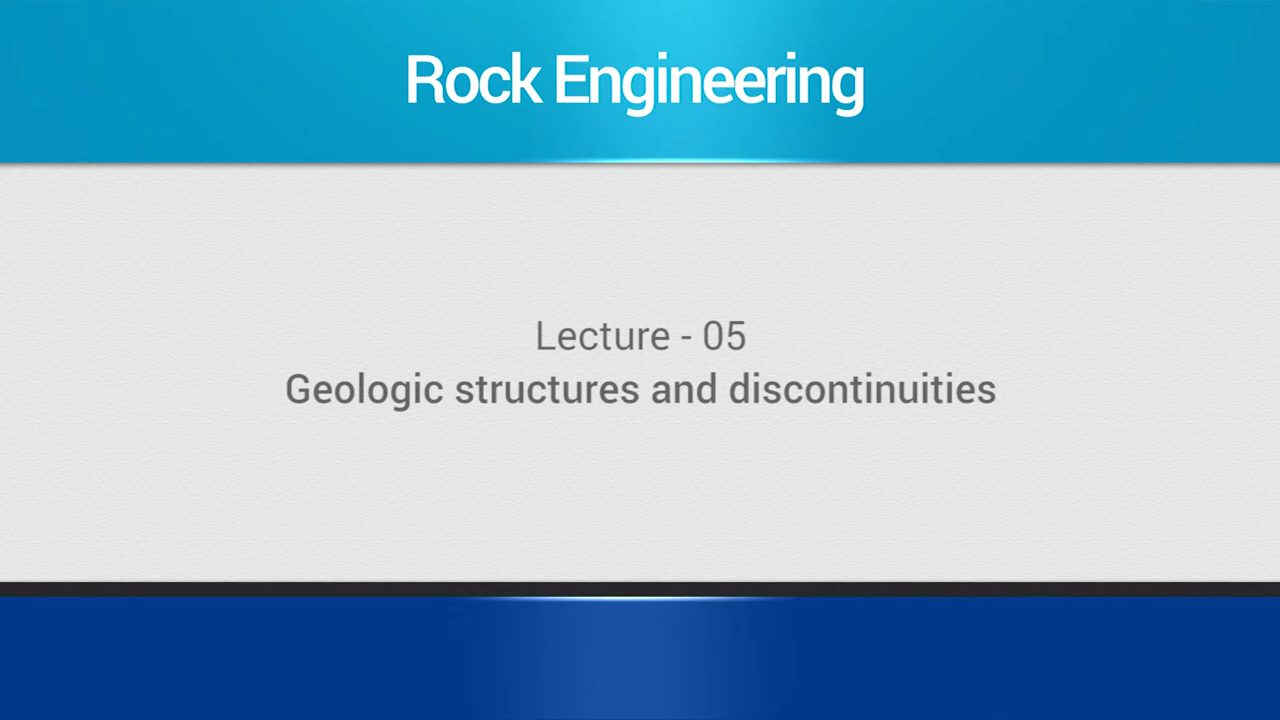 Rock Engineering
Lecture - 05
Geologic structures and discontinuities